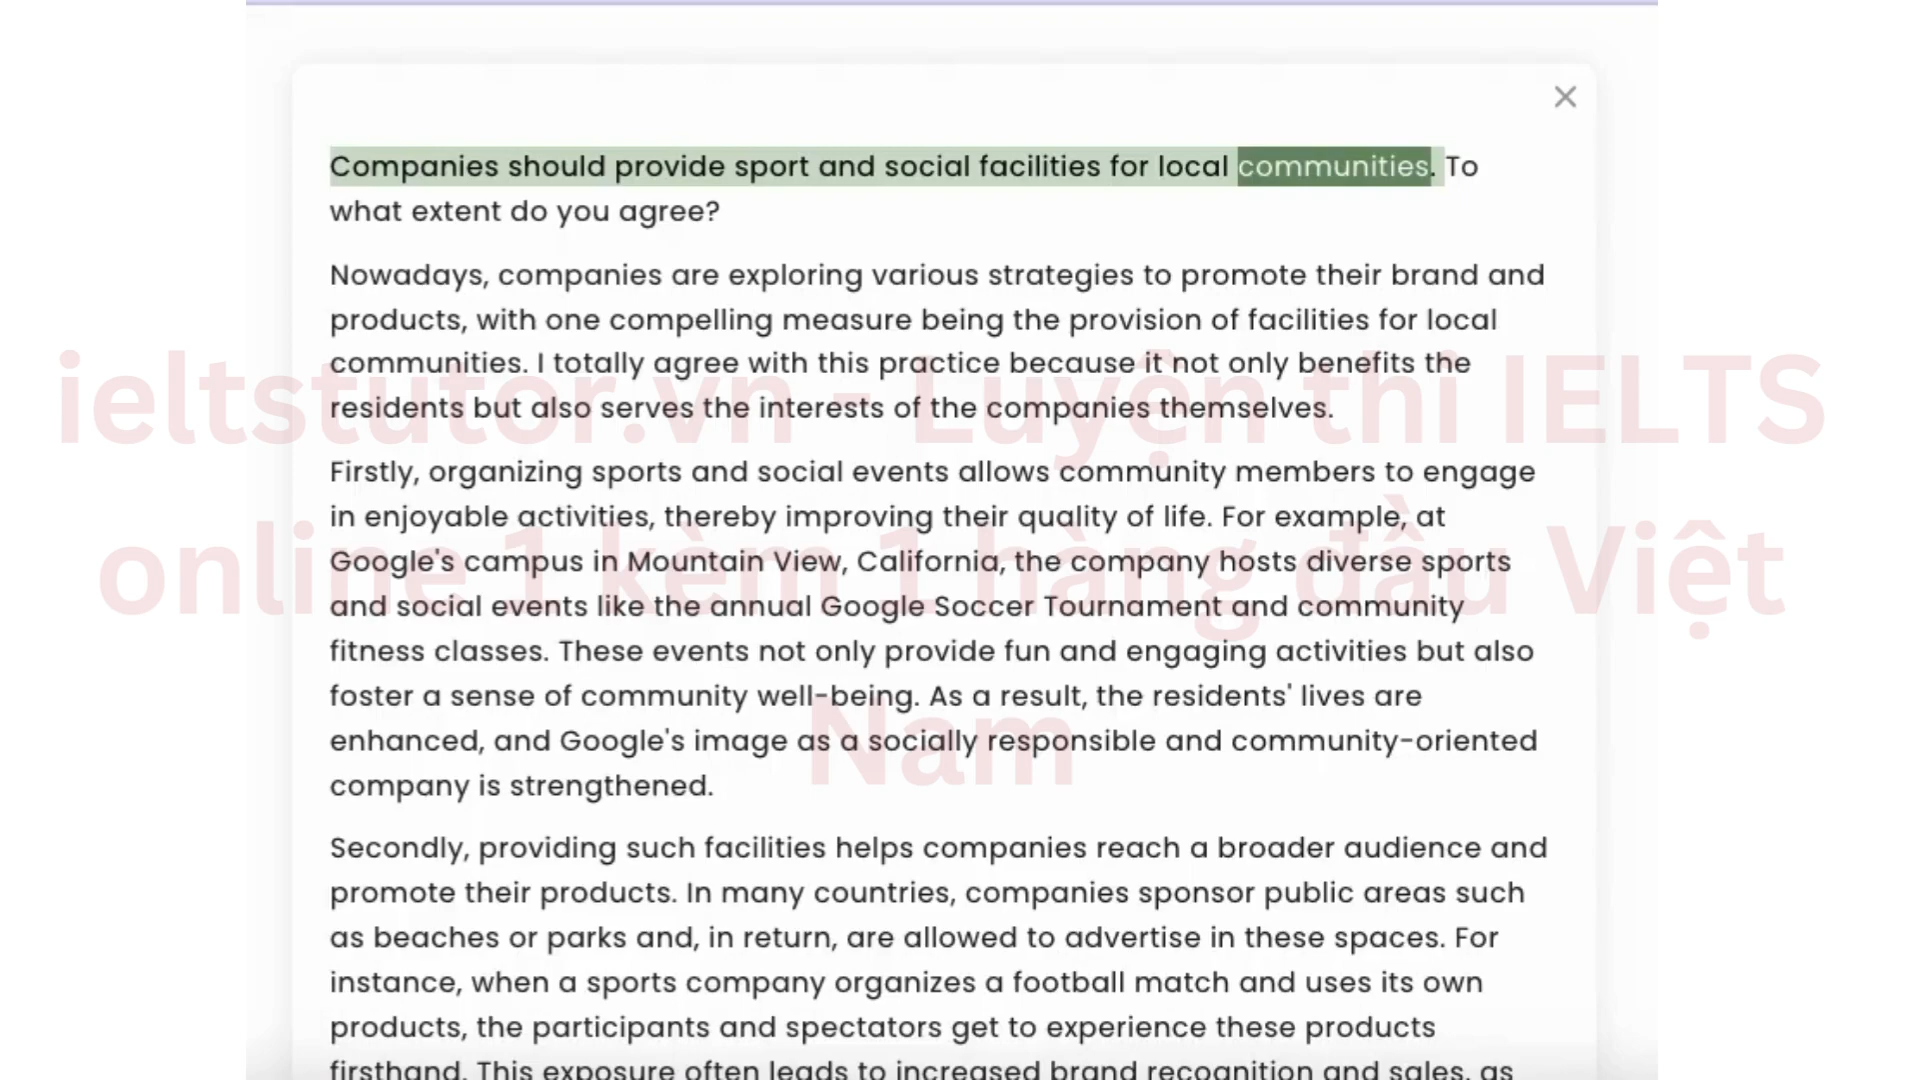 Companies should provide sport and social facilities for local communities. To
what extent do you agree?
Nowadays, companies are exploring various strategies to promote their brand and
products, with one compelling measure being the provision of facilities for local
communities. I totally agree with this practice because it not only benefits the
residents but also serves the interests of the companies themselves.
Firstly, organizing sports and social events allows community members to engage
in enjoyable activities, thereby improving their quality of life. For example, at
Google's campus in Mountain View, California, the company hosts diverse sports
and social events like the annual Google Soccer Tournament and community
fitness classes. These events not only provide fun and engaging activities but also
foster a sense of community well-being. As a result, the residents' lives are
enhanced, and Google's image as a socially responsible and community-oriented
company is strengthened.
Secondly, providing such facilities helps companies reach a broader audience and
promote their products. In many countries, companies sponsor public areas such
as beaches or parks and, in return, are allowed to advertise in these spaces. For
instance, when a sports company organizes a football match and uses its own
products, the participants and spectators get to experience these products
firsthand. This exposure often leads to increased brand recognition and sales, as
ieltstutor.vn - Luyện thi IELTS
online 1 kèm 1 hàng đầu Việt
Nam